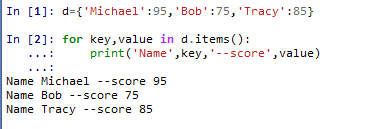 In [1]: d={'Michael':95,'Bob':75,'Tracy':85}
In [2]: for key,value in d.items():
   ...:     print('Name',key,'--score',value)
   ...:
Name Michael --score 95
Name Bob --score 75
Name Tracy --score 85